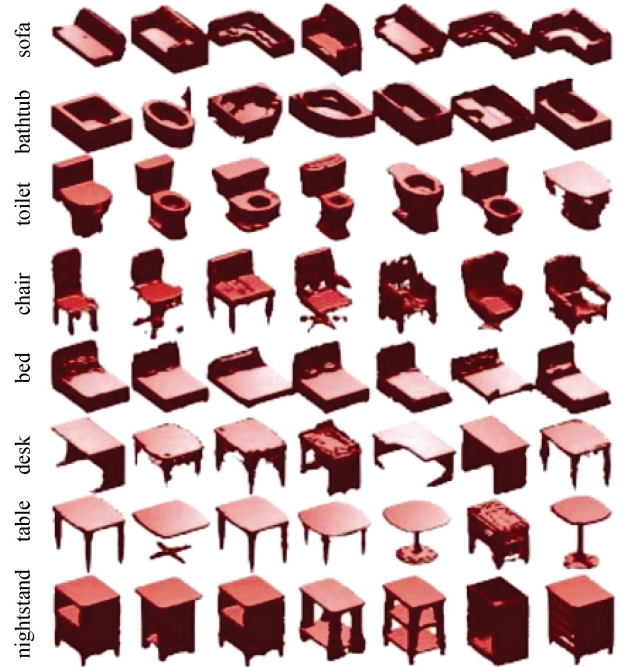 sofa
bathtub
toilet
chair
bed
desk
table
nightstand